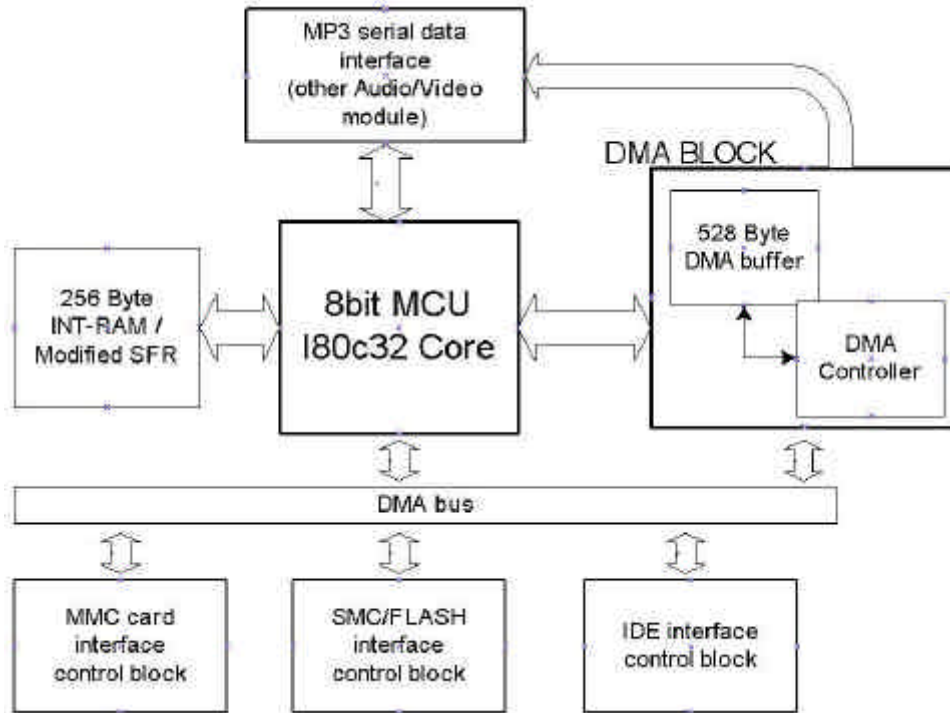 MP3 serial data
interface
(other Audio/Video
module)
DMA BLOCK
528 Byte
DMA buffer
256 Byte
INT-RAM /
Modified SFR
8bit MCU
I80c32 Core
DMA
Controller
DMA bus
MMC card
interface
control block
SMC/FLASH
interface
control block
IDE interface
control block